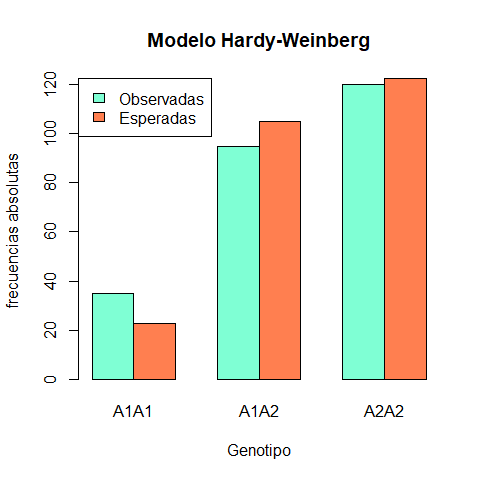 Modelo Hardy-Weinberg
Observadas
Esperadas
frecuencias absolutas
0
20
40
60
80
100
120
A1A1
A1A2
A2A2
Genotipo